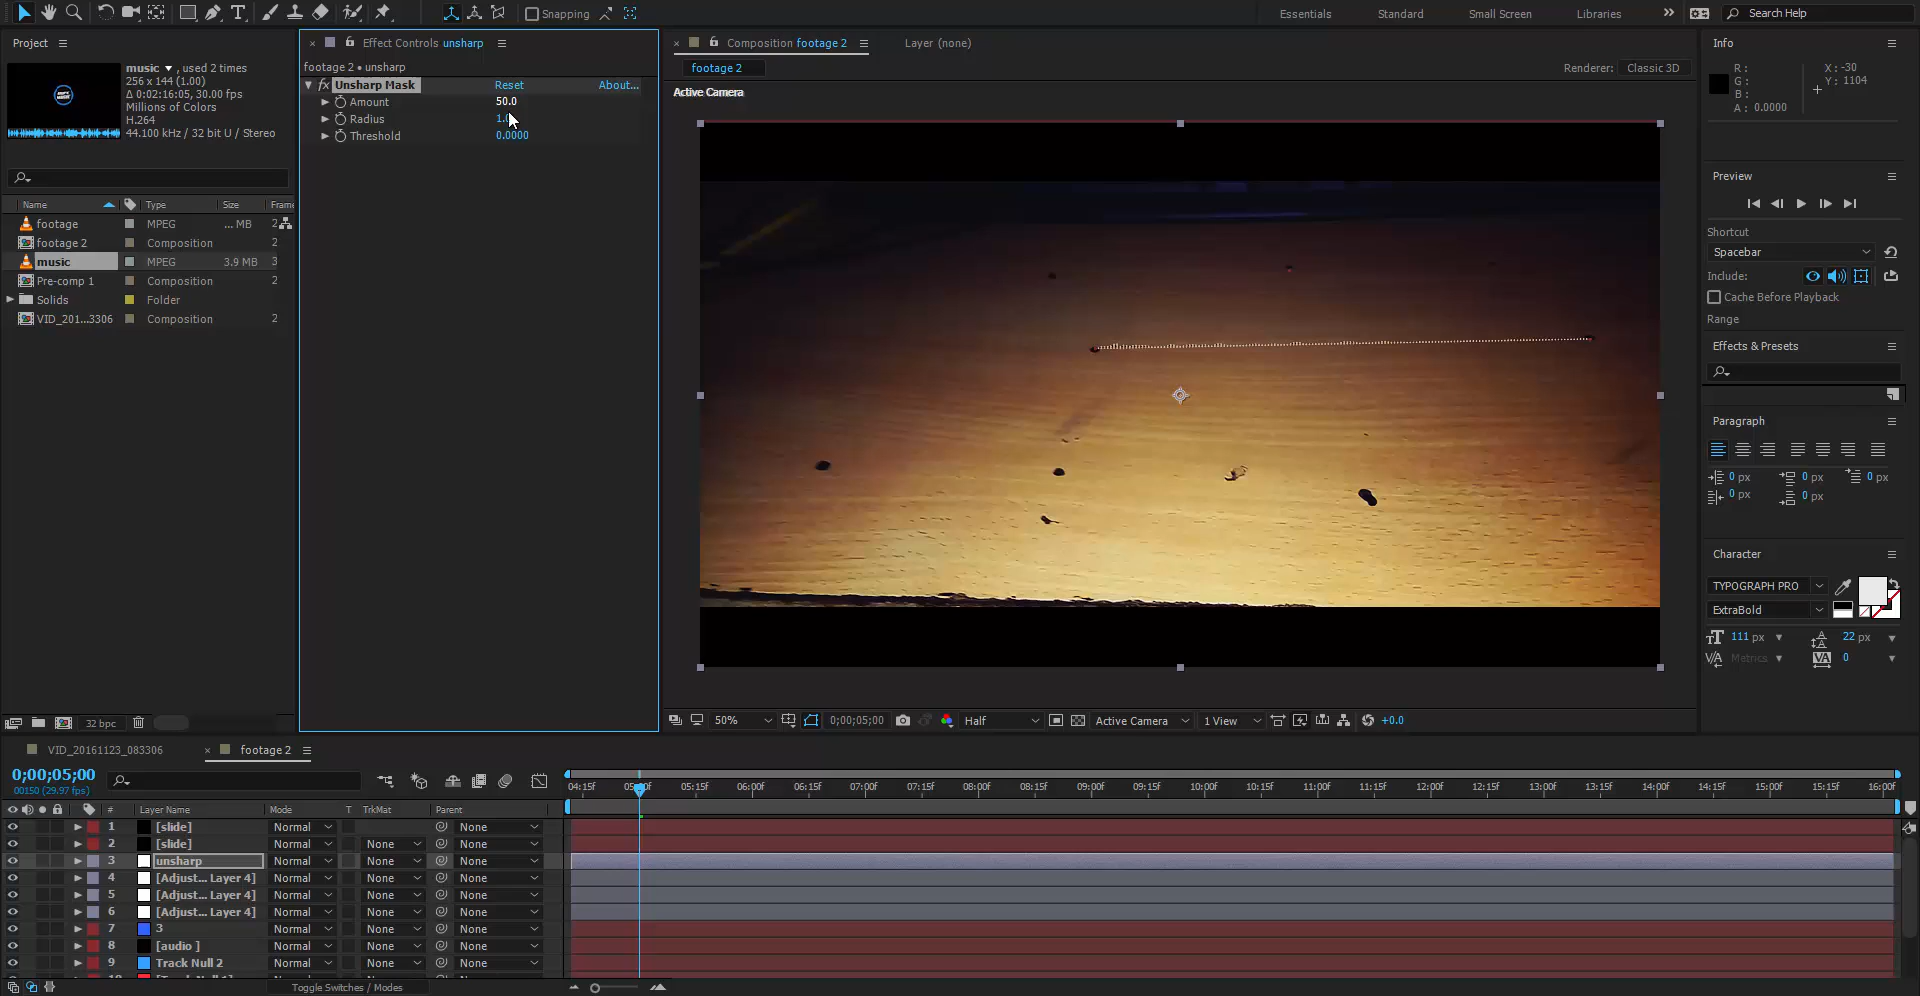 Snapping
Essentials
Standard
Small Screen
Libraries
Search Help
Project
music , used 2 times
256 x 144 (1.00)
Δ 0:02:16:05, 30.00 fps
Millions of Colors
H.264
44.100 kHz / 32 bit U / Stereo
Name Type Size Frame
footage MPEG ... MB 2
footage 2 Composition 2
music MPEG 3.9 MB 3
Pre-comp 1 Composition 2
Solids Folder
VID_201...3306 Composition 2
32 bpc
Effect Controls unsharp
footage 2 • unsharp
fx Unsharp Mask Reset About...
Amount 50.0
Radius
Threshold 0.0000
Composition footage 2
Layer (none)
footage 2
Renderer: Classic 3D
Active Camera
50%
0;00;05;00
Half
Active Camera
1 View
+0.0
Info
R :
G :
B :
A : 0.0000
X : -30
Y : 1104
Preview
Shortcut
Spacebar
Include:
Cache Before Playback
Range
Effects & Presets
Paragraph
0 px 0 px 0 px
0 px 0 px
Character
TYPOGRAPH PRO
ExtraBold
111 px 22 px
Metrics 0
VID_20161123_083306
footage 2
0;00;05;00
00150 (29.97 fps)
04:15f 05:15f 06:00f 06:15f 07:00f 07:15f 08:00f 08:15f 09:00f 09:15f 10:00f 10:15f 11:00f 11:15f 12:00f 12:15f 13:00f 13:15f 14:00f 14:15f 15:00f 15:15f 16:00f
# Layer Name Mode T TrkMat Parent
1 [slide] Normal None
2 [slide] Normal None None
3 unsharp Normal None None
4 [Adjust... Layer 4] Normal None None
5 [Adjust... Layer 4] Normal None None
6 [Adjust... Layer 4] Normal None None
7 3 Normal None None
8 [audio ] Normal None None
9 Track Null 2 Normal None None
Toggle Switches / Modes